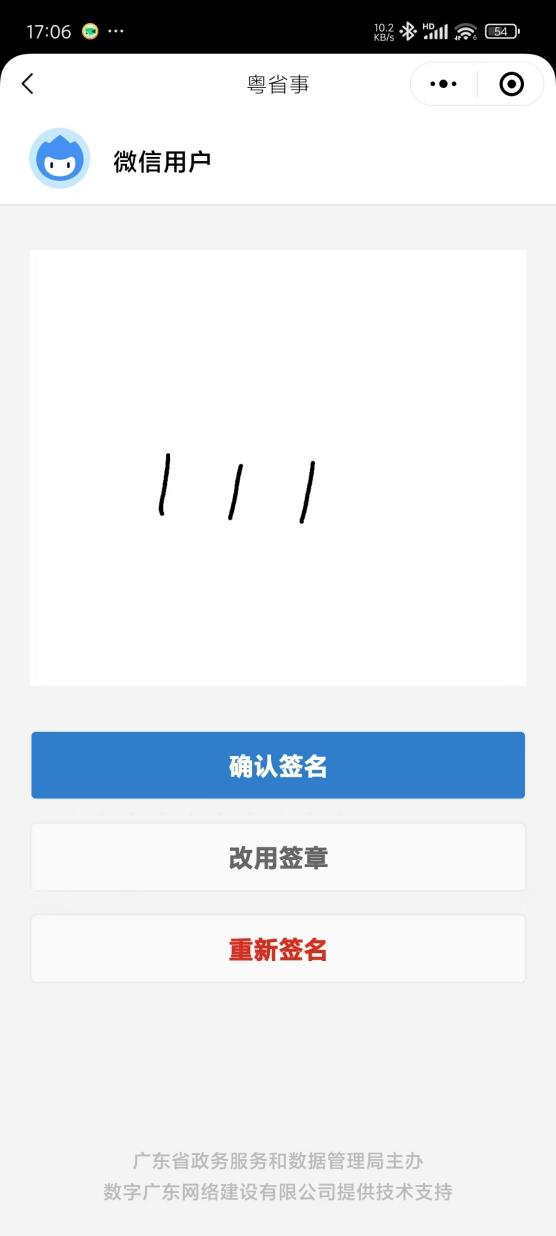 17:06
10.2 KB/s HD 6 54
粤省事
微信用户
确认签名
改用签章
重新签名
广东省政务服务和数据管理局主办
数字广东网络建设有限公司提供技术支持